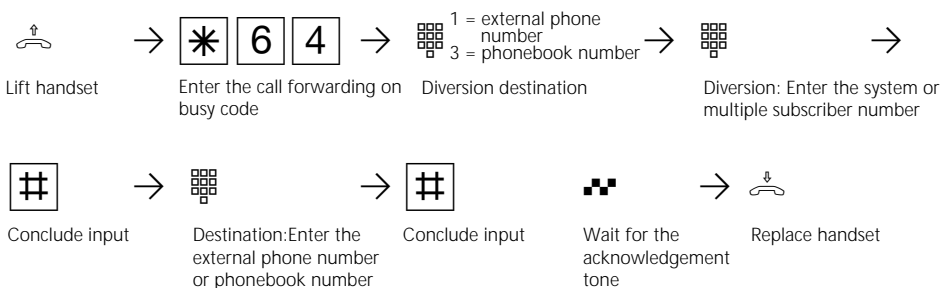 1 = external phone
number
3 = phonebook number
* 6 4
Lift handset
Enter the call forwarding on
busy code
Diversion destination
Diversion: Enter the system or
multiple subscriber number
# #
Conclude input
Destination:Enter the
external phone number
or phonebook number
Conclude input
Wait for the
acknowledgement
tone
Replace handset